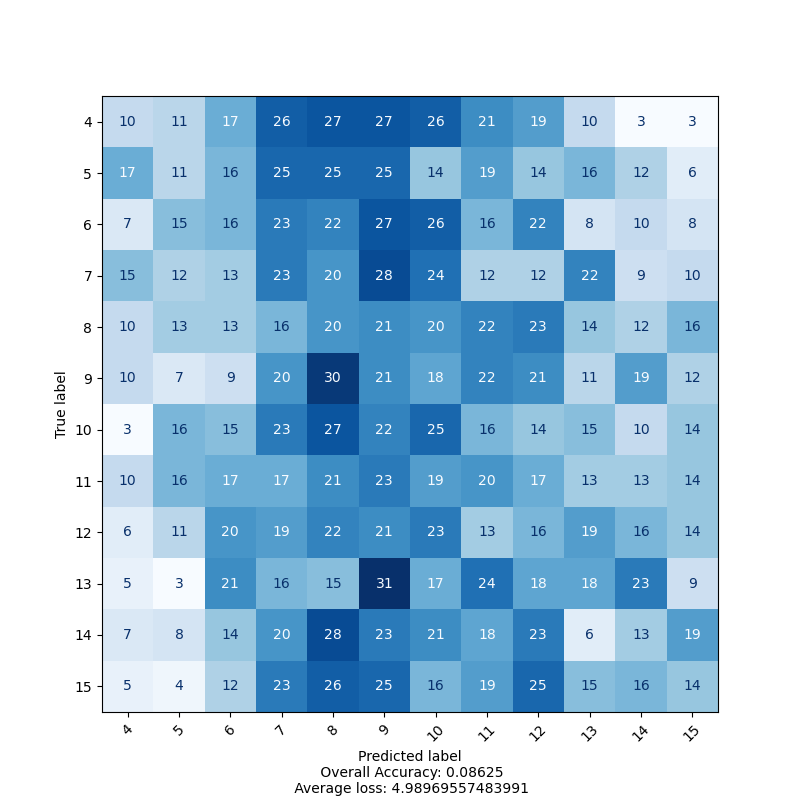 4 10 11 17 26 27 27 26 21 19 10 3 3
5 17 11 16 25 25 25 14 19 14 16 12 6
6 7 15 16 23 22 27 26 16 22 8 10 8
7 15 12 13 23 20 28 24 12 12 22 9 10
8 10 13 13 16 20 21 20 22 23 14 12 16
9 10 7 9 20 30 21 18 22 21 11 19 12
True label
10 3 16 15 23 27 22 25 16 14 15 10 14
11 10 16 17 17 21 23 19 20 17 13 13 14
12 6 11 20 19 22 21 23 13 16 19 16 14
13 5 3 21 16 15 31 17 24 18 18 23 9
14 7 8 14 20 28 23 21 18 23 6 13 19
15 5 4 12 23 26 25 16 19 25 15 16 14
4 5 6 7 8 9 10 11 12 13 14 15
Predicted label
Overall Accuracy: 0.08625
Average loss: 4.98969557483991